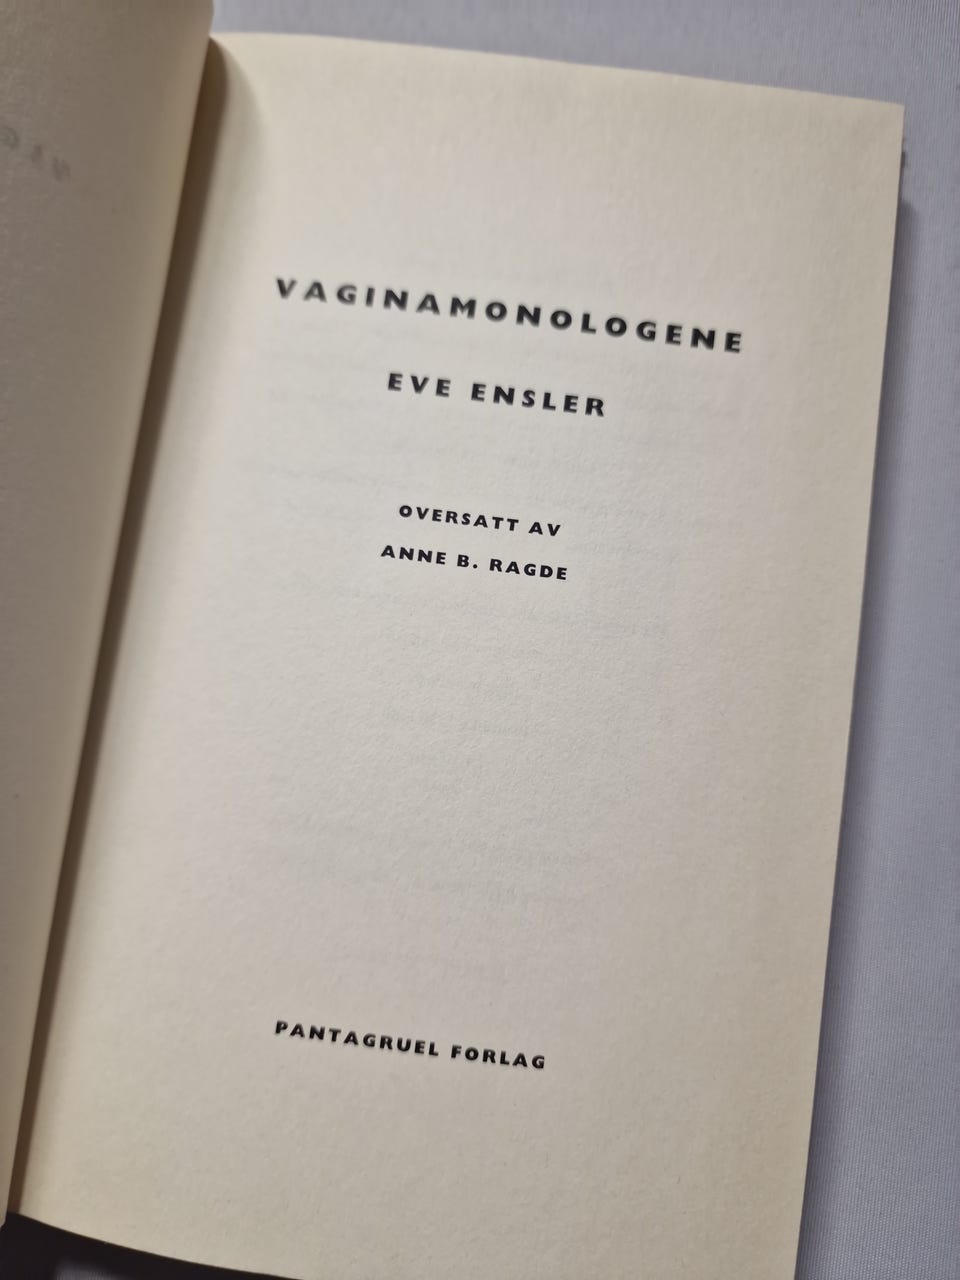 VAGINAMONOLOGENE
EVE ENSLER
OVERSATT AV
ANNE B. RAGDE
PANTAGRUEL FORLAG